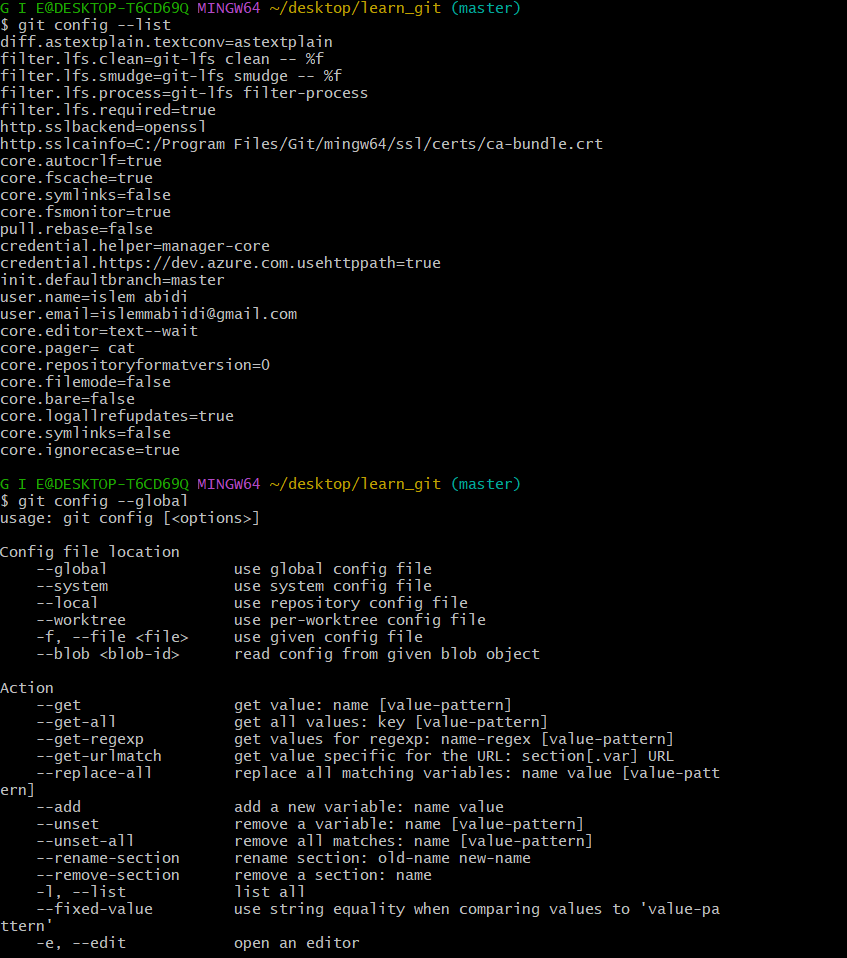 G I E@DESKTOP-T6CD69Q MINGW64 ~/desktop/learn_git (master)
$ git config --list
diff.astextplain.textconv=astextplain
filter.lfs.clean=git-lfs clean -- %f
filter.lfs.smudge=git-lfs smudge -- %f
filter.lfs.process=git-lfs filter-process
filter.lfs.required=true
http.sslbackend=openssl
http.sslcainfo=C:/Program Files/Git/mingw64/ssl/certs/ca-bundle.crt
core.autocrlf=true
core.fscache=true
core.symlinks=false
core.fsmonitor=true
pull.rebase=false
credential.helper=manager-core
credential.https://dev.azure.com.usehttppath=true
init.defaultbranch=master
user.name=islem abidi
user.email=islemmabiidi@gmail.com
core.editor=text--wait
core.pager= cat
core.repositoryformatversion=0
core.filemode=false
core.bare=false
core.logallrefupdates=true
core.symlinks=false
core.ignorecase=true

G I E@DESKTOP-T6CD69Q MINGW64 ~/desktop/learn_git (master)
$ git config --global
usage: git config [<options>]

Config file location
    --global              use global config file
    --system              use system config file
    --local               use repository config file
    --worktree            use per-worktree config file
    -f, --file <file>     use given config file
    --blob <blob-id>      read config from given blob object

Action
    --get                 get value: name [value-pattern]
    --get-all             get all values: key [value-pattern]
    --get-regexp          get values for regexp: name-regex [value-pattern]
    --get-urlmatch        get value specific for the URL: section[.var] URL
    --replace-all         replace all matching variables: name value [value-patt
ern]
    --add                 add a new variable: name value
    --unset               remove a variable: name [value-pattern]
    --unset-all           remove all matches: name [value-pattern]
    --rename-section      rename section: old-name new-name
    --remove-section      remove a section: name
    -l, --list            list all
    --fixed-value         use string equality when comparing values to 'value-pa
ttern'
    -e, --edit            open an editor